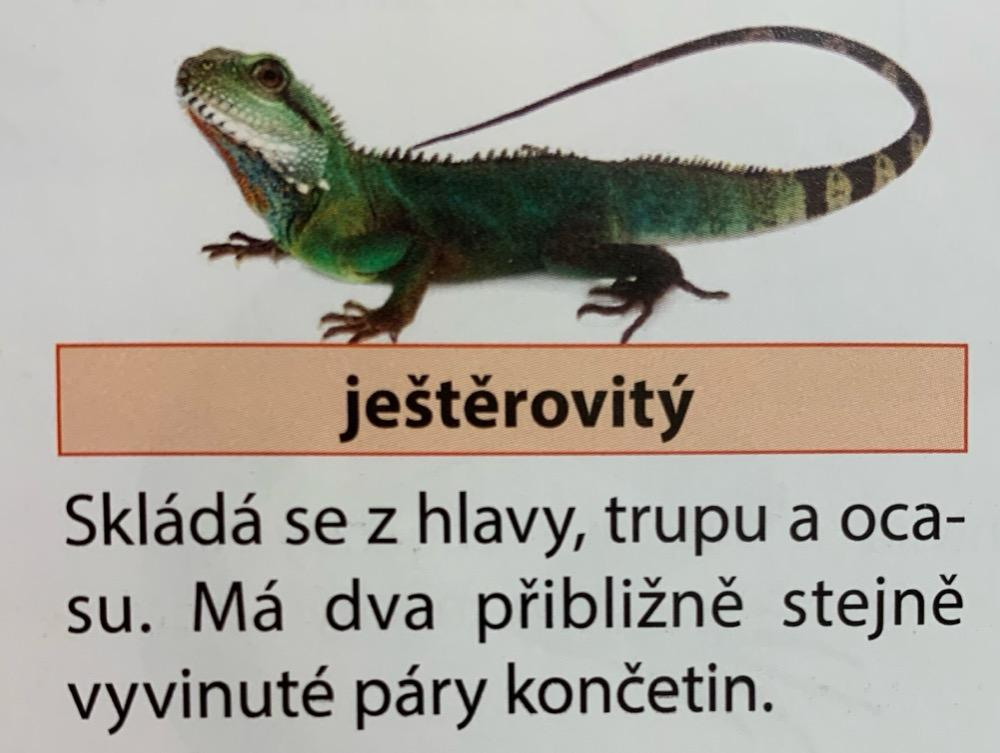 ještěrovitý
Skládá se z hlavy, trupu a oca-
su. Má dva přibližně stejně
vyvinuté páry končetin.